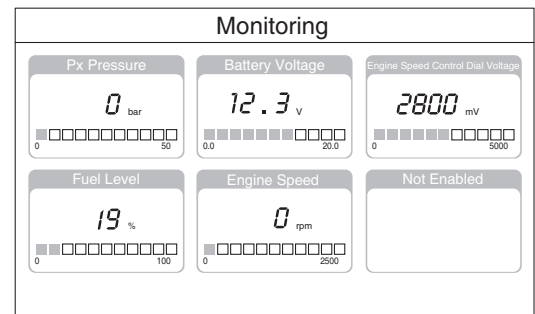 Monitoring
Px Pressure
0 bar
0 50
Battery Voltage
12.3 V
0.0 20.0
Engine Speed Control Dial Voltage
2800 mV
0 5000
Fuel Level
19 %
0 100
Engine Speed
0 rpm
0 2500
Not Enabled